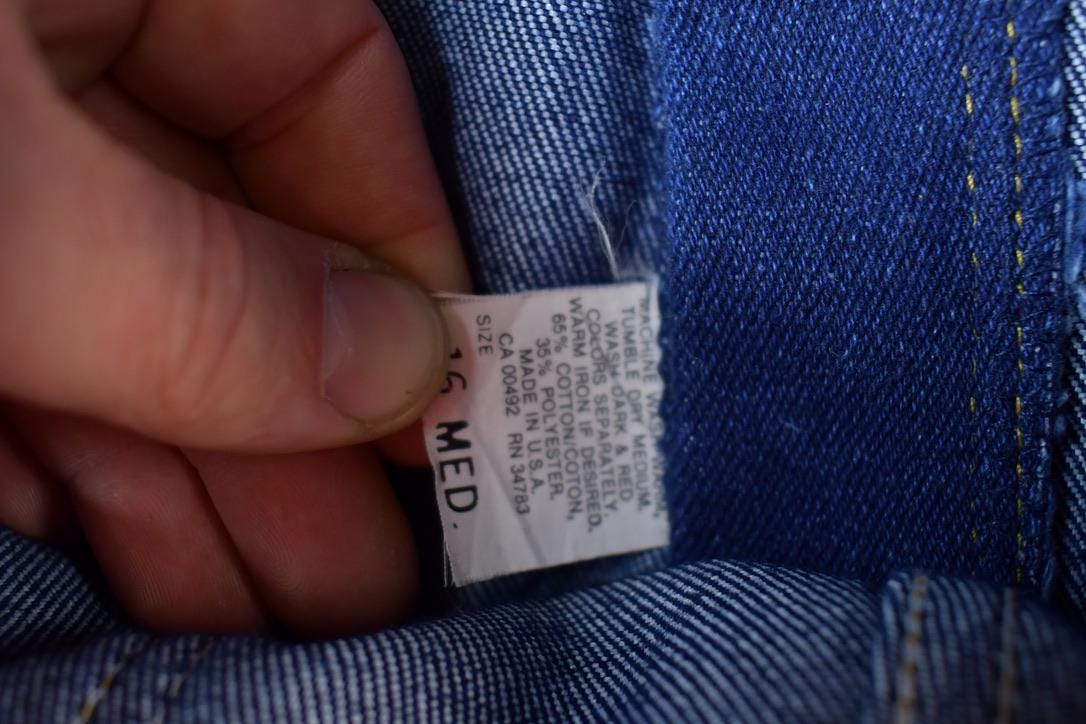 MACHINE WASH WARM,
TUMBLE DRY MEDIUM.
WASH DARK & RED
COLORS SEPARATELY.
WARM IRON IF DESIRED.
65% COTTON/COTON,
35% POLYESTER.
MADE IN U.S.A.
CA 00492 RN 34783
SIZE
16 MED.